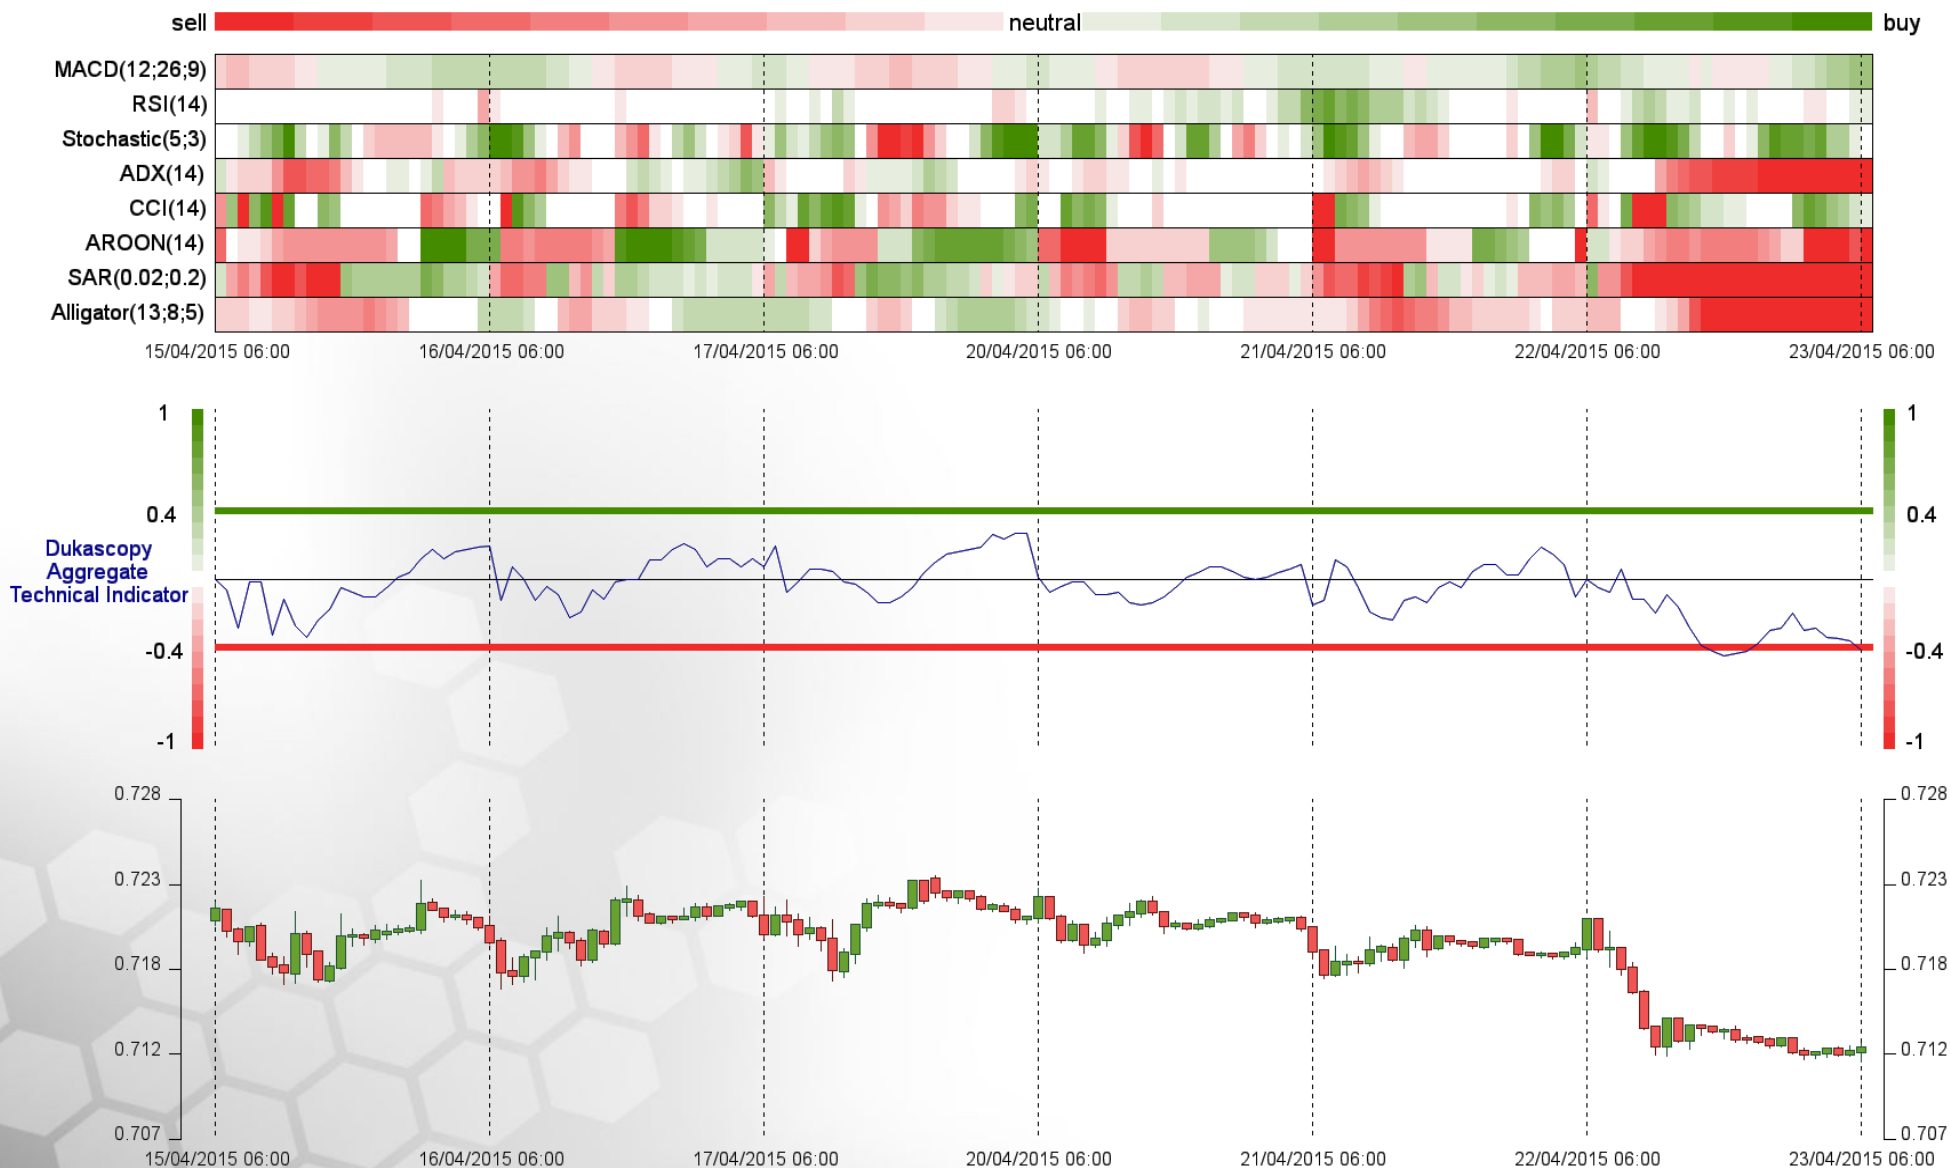 sell neutral buy
MACD(12;26;9)
RSI(14)
Stochastic(5;3)
ADX(14)
CCI(14)
AROON(14)
SAR(0.02;0.2)
Alligator(13;8;5)
15/04/2015 06:00 16/04/2015 06:00 17/04/2015 06:00 20/04/2015 06:00 21/04/2015 06:00 22/04/2015 06:00 23/04/2015 06:00
1 1
0.4 0.4
Dukascopy
Aggregate
Technical Indicator
-0.4 -0.4
-1 -1
0.728 0.728
0.723 0.723
0.718 0.718
0.712 0.712
0.707 0.707
15/04/2015 06:00 16/04/2015 06:00 17/04/2015 06:00 20/04/2015 06:00 21/04/2015 06:00 22/04/2015 06:00 23/04/2015 06:00